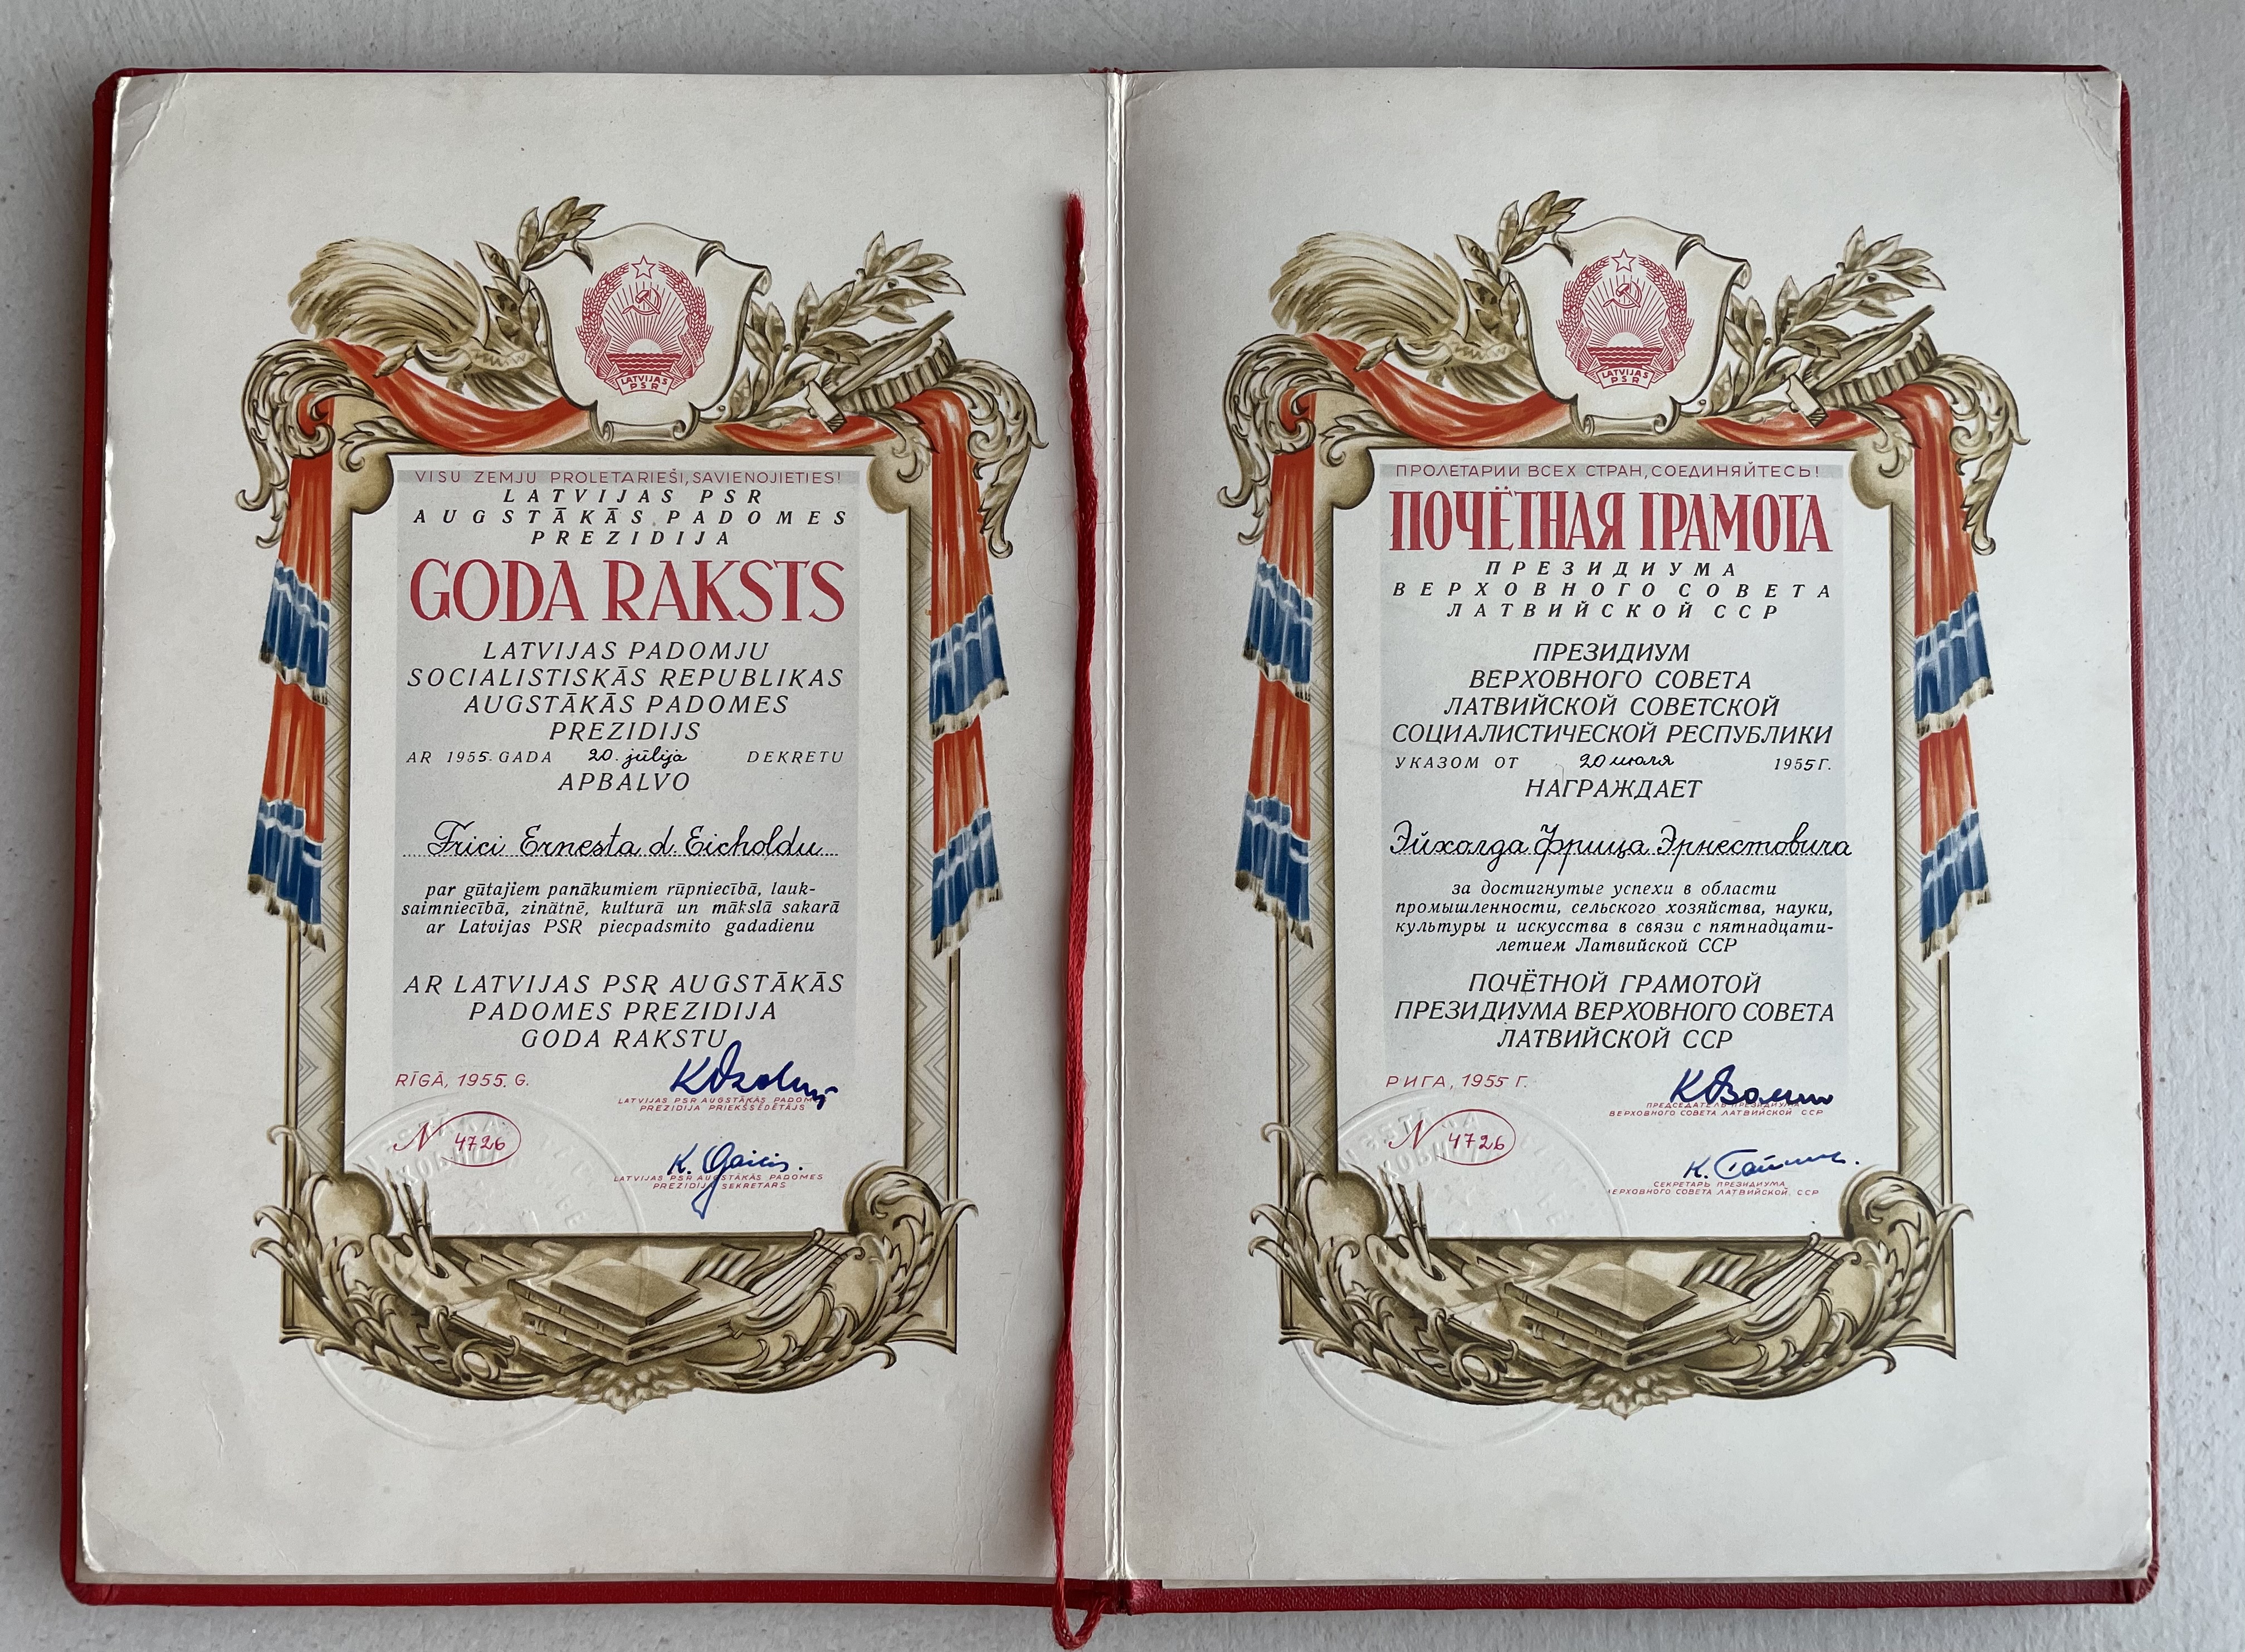 LATVIJAS
PSR
VISU ZEMJU PROLETARIEŠI, SAVIENOJIETIES!
LATVIJAS PSR
AUGSTĀKĀS PADOMES
PREZIDIJA
GODA RAKSTS
LATVIJAS PADOMJU
SOCIALISTISKĀS REPUBLIKAS
AUGSTĀKĀS PADOMES
PREZIDIJS
AR 1955. GADA 20. jūlija DEKRETU
APBALVO
Frici Ernesta d. Eicholdu
par gūtajiem panākumiem rūpniecībā, lauk-
saimniecībā, zinātnē, kulturā un mākslā sakarā
ar Latvijas PSR piecpadsmito gadadienu
AR LATVIJAS PSR AUGSTĀKĀS
PADOMES PREZIDIJA
GODA RAKSTU
RĪGĀ, 1955. G.
LATVIJAS PSR AUGSTĀKĀS PADOMES
PREZIDIJA PRIEKŠSĒDĒTĀJS
N 4726
K. Gailis.
LATVIJAS PSR AUGSTĀKĀS PADOMES
PREZIDIJA SEKRETARS
LATVIJAS
PSR
ПРОЛЕТАРИИ ВСЕХ СТРАН, СОЕДИНЯЙТЕСЬ!
ПОЧЁТНАЯ ГРАМОТА
ПРЕЗИДИУМА
ВЕРХОВНОГО СОВЕТА
ЛАТВИЙСКОЙ ССР
ПРЕЗИДИУМ
ВЕРХОВНОГО СОВЕТА
ЛАТВИЙСКОЙ СОВЕТСКОЙ
СОЦИАЛИСТИЧЕСКОЙ РЕСПУБЛИКИ
УКАЗОМ ОТ 20 июля 1955 Г.
НАГРАЖДАЕТ
Эйхолда Фрица Эрнестовича
за достигнутые успехи в области
промышленности, сельского хозяйства, науки,
культуры и искусства в связи с пятнадцати-
летием Латвийской ССР
ПОЧЁТНОЙ ГРАМОТОЙ
ПРЕЗИДИУМА ВЕРХОВНОГО СОВЕТА
ЛАТВИЙСКОЙ ССР
РИГА, 1955 Г.
ПРЕДСЕДАТЕЛЬ ПРЕЗИДИУМА
ВЕРХОВНОГО СОВЕТА ЛАТВИЙСКОЙ ССР
N 4726
СЕКРЕТАРЬ ПРЕЗИДИУМА
ВЕРХОВНОГО СОВЕТА ЛАТВИЙСКОЙ ССР